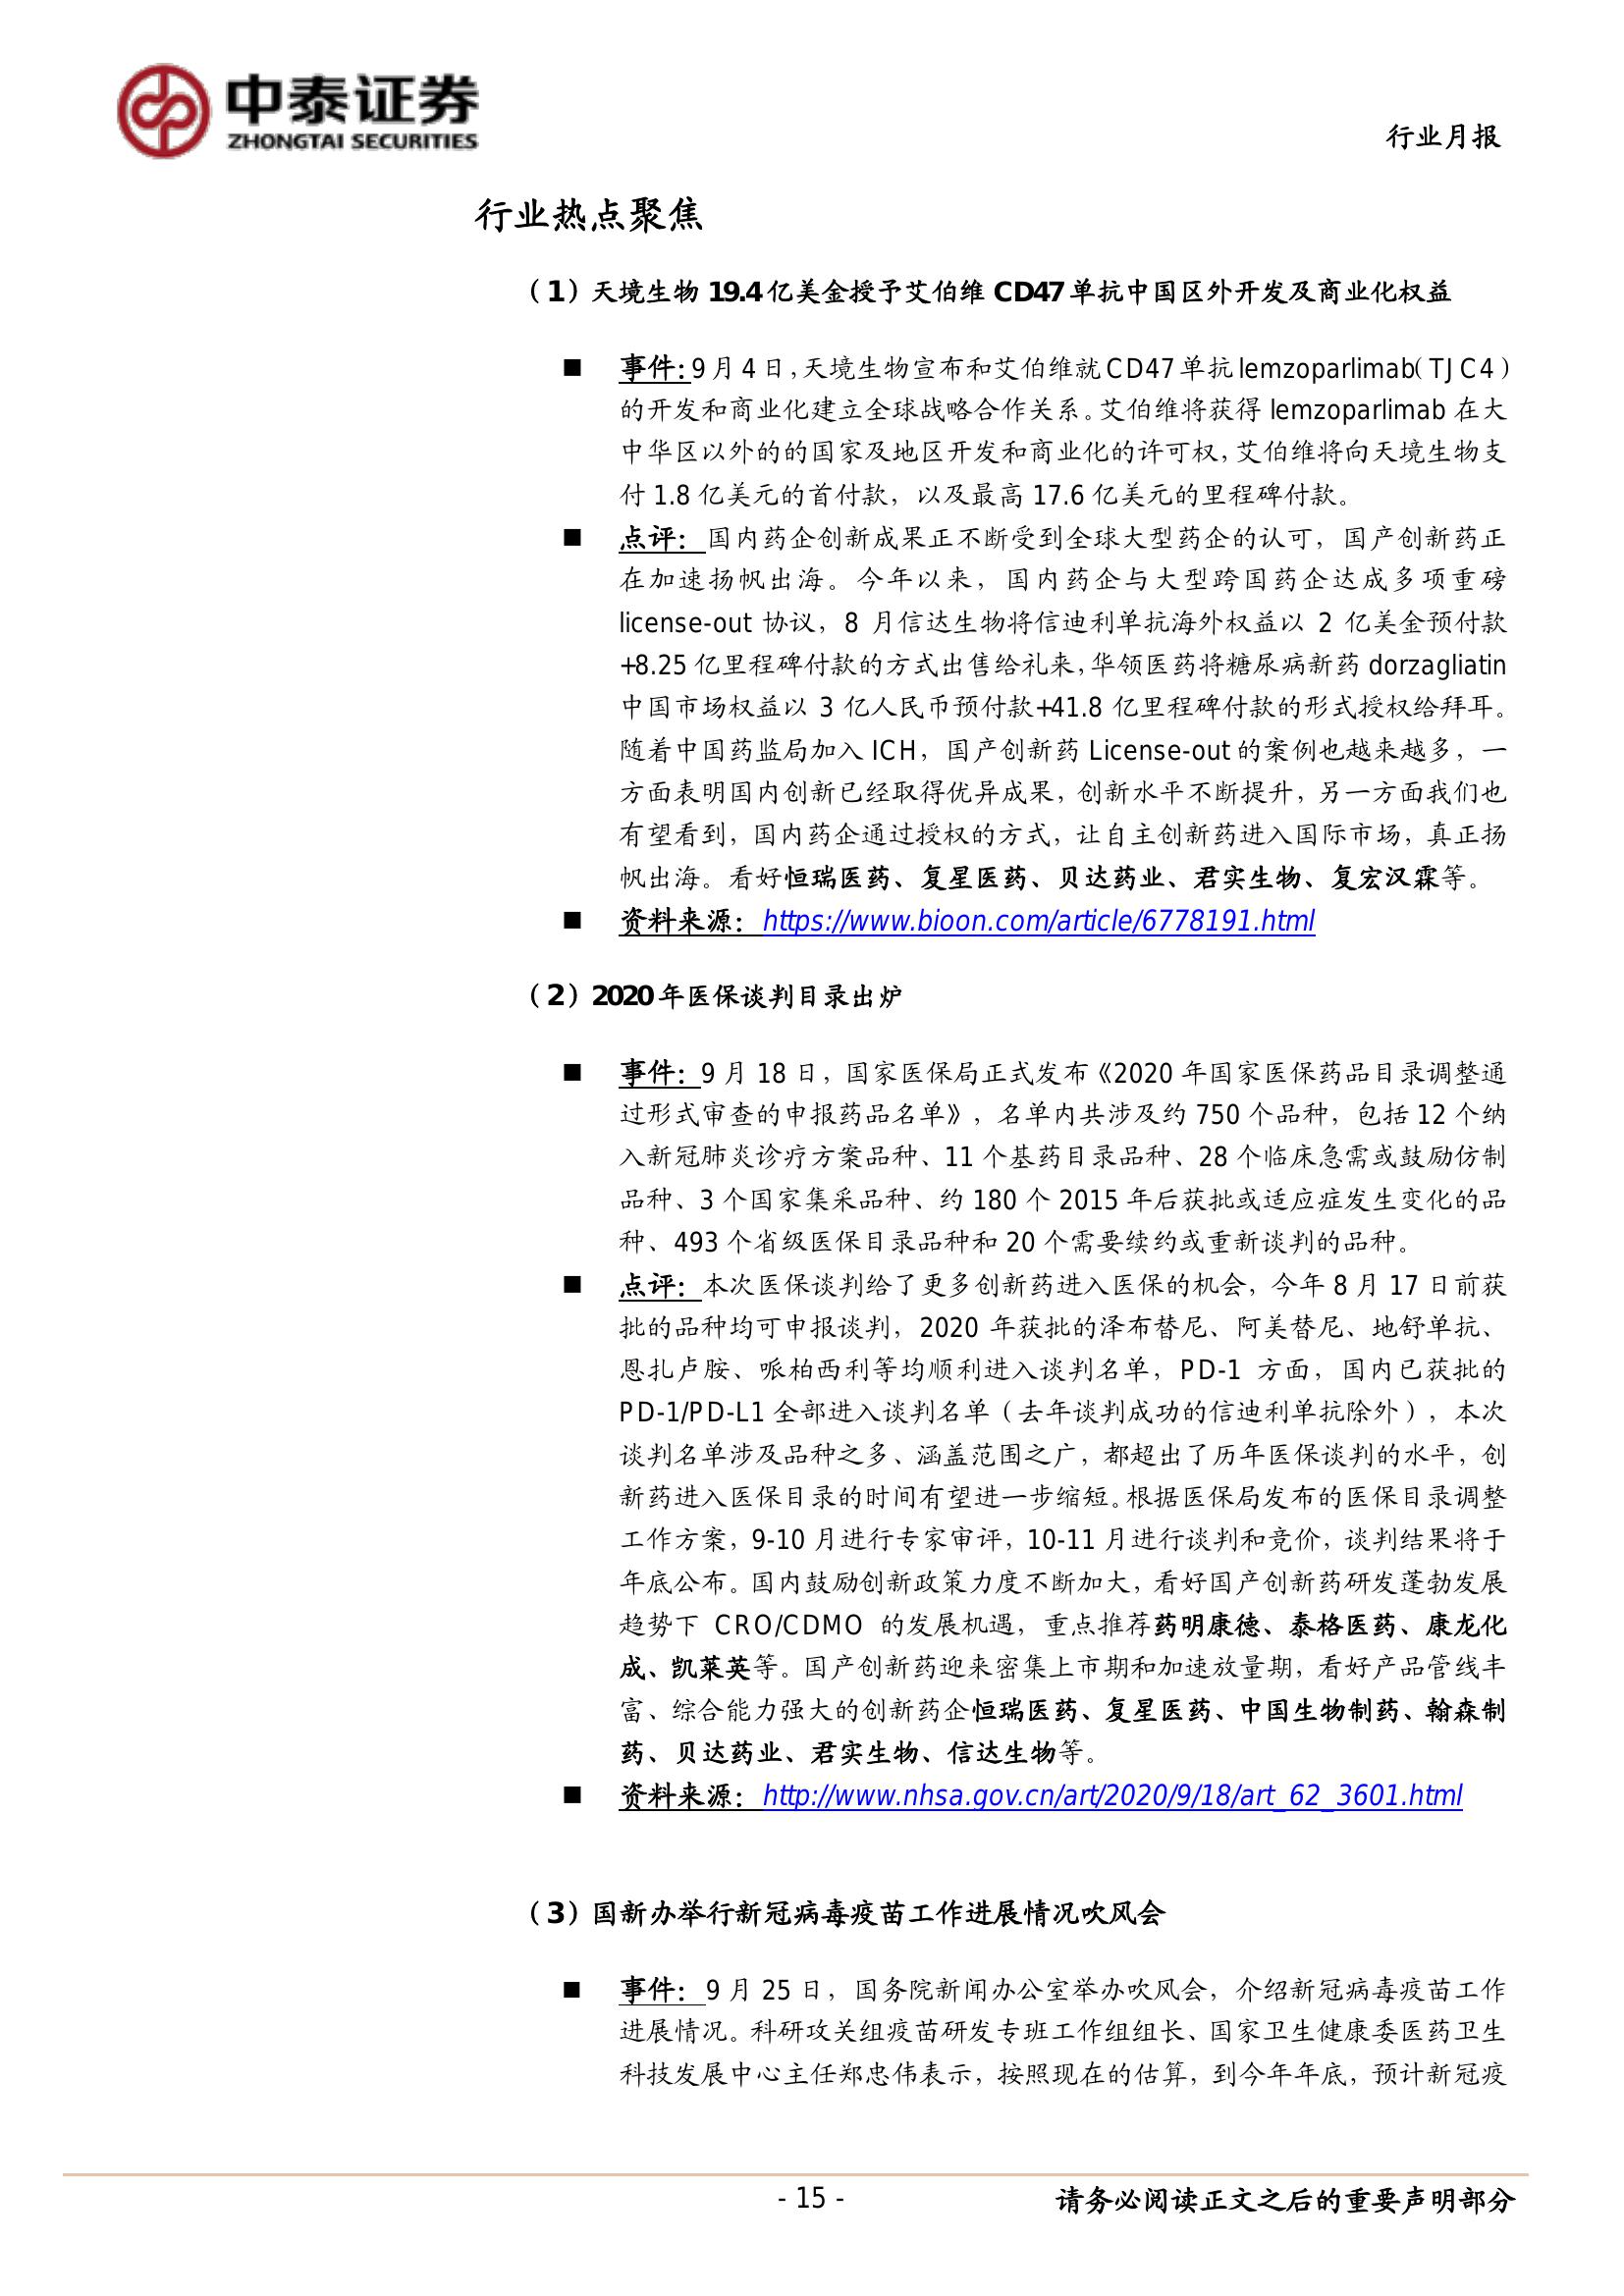 中泰证券
ZHONGTAI SECURITIES
行业月报
行业热点聚焦
（1）天境生物 19.4 亿美金授予艾伯维 CD47 单抗中国区外开发及商业化权益
■ 事件：9 月 4 日，天境生物宣布和艾伯维就 CD47 单抗 lemzoparlimab（TJC4）
的开发和商业化建立全球战略合作关系。艾伯维将获得 lemzoparlimab 在大
中华区以外的的国家及地区开发和商业化的许可权，艾伯维将向天境生物支
付 1.8 亿美元的首付款，以及最高 17.6 亿美元的里程碑付款。
■ 点评：国内药企创新成果正不断受到全球大型药企的认可，国产创新药正
在加速扬帆出海。今年以来，国内药企与大型跨国药企达成多项重磅
license-out 协议，8 月信达生物将信迪利单抗海外权益以 2 亿美金预付款
+8.25 亿里程碑付款的方式出售给礼来，华领医药将糖尿病新药 dorzagliatin
中国市场权益以 3 亿人民币预付款+41.8 亿里程碑付款的形式授权给拜耳。
随着中国药监局加入 ICH，国产创新药 License-out 的案例也越来越多，一
方面表明国内创新已经取得优异成果，创新水平不断提升，另一方面我们也
有望看到，国内药企通过授权的方式，让自主创新药进入国际市场，真正扬
帆出海。看好恒瑞医药、复星医药、贝达药业、君实生物、复宏汉霖等。
■ 资料来源：https://www.bioon.com/article/6778191.html
（2）2020 年医保谈判目录出炉
■ 事件：9 月 18 日，国家医保局正式发布《2020 年国家医保药品目录调整通
过形式审查的申报药品名单》，名单内共涉及约 750 个品种，包括 12 个纳
入新冠肺炎诊疗方案品种、11 个基药目录品种、28 个临床急需或鼓励仿制
品种、3 个国家集采品种、约 180 个 2015 年后获批或适应症发生变化的品
种、493 个省级医保目录品种和 20 个需要续约或重新谈判的品种。
■ 点评：本次医保谈判给了更多创新药进入医保的机会，今年 8 月 17 日前获
批的品种均可申报谈判，2020 年获批的泽布替尼、阿美替尼、地舒单抗、
恩扎卢胺、哌柏西利等均顺利进入谈判名单，PD-1 方面，国内已获批的
PD-1/PD-L1 全部进入谈判名单（去年谈判成功的信迪利单抗除外），本次
谈判名单涉及品种之多、涵盖范围之广，都超出了历年医保谈判的水平，创
新药进入医保目录的时间有望进一步缩短。根据医保局发布的医保目录调整
工作方案，9-10 月进行专家审评，10-11 月进行谈判和竞价，谈判结果将于
年底公布。国内鼓励创新政策力度不断加大，看好国产创新药研发蓬勃发展
趋势下 CRO/CDMO 的发展机遇，重点推荐药明康德、泰格医药、康龙化
成、凯莱英等。国产创新药迎来密集上市期和加速放量期，看好产品管线丰
富、综合能力强大的创新药企恒瑞医药、复星医药、中国生物制药、翰森制
药、贝达药业、君实生物、信达生物等。
■ 资料来源：http://www.nhsa.gov.cn/art/2020/9/18/art_62_3601.html
（3）国新办举行新冠病毒疫苗工作进展情况吹风会
■ 事件：9 月 25 日，国务院新闻办公室举办吹风会，介绍新冠病毒疫苗工作
进展情况。科研攻关组疫苗研发专班工作组组长、国家卫生健康委医药卫生
科技发展中心主任郑忠伟表示，按照现在的估算，到今年年底，预计新冠疫
- 15 -
请务必阅读正文之后的重要声明部分